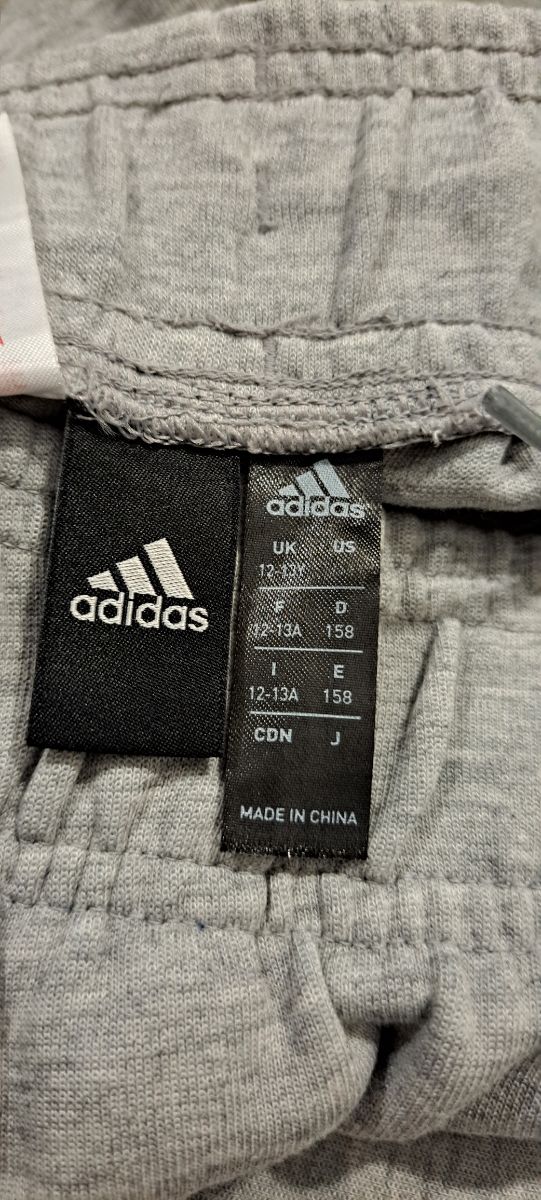 adidas
adidas
UK US
12-13Y
F D
12-13A 158
I E
12-13A 158
CDN J
MADE IN CHINA